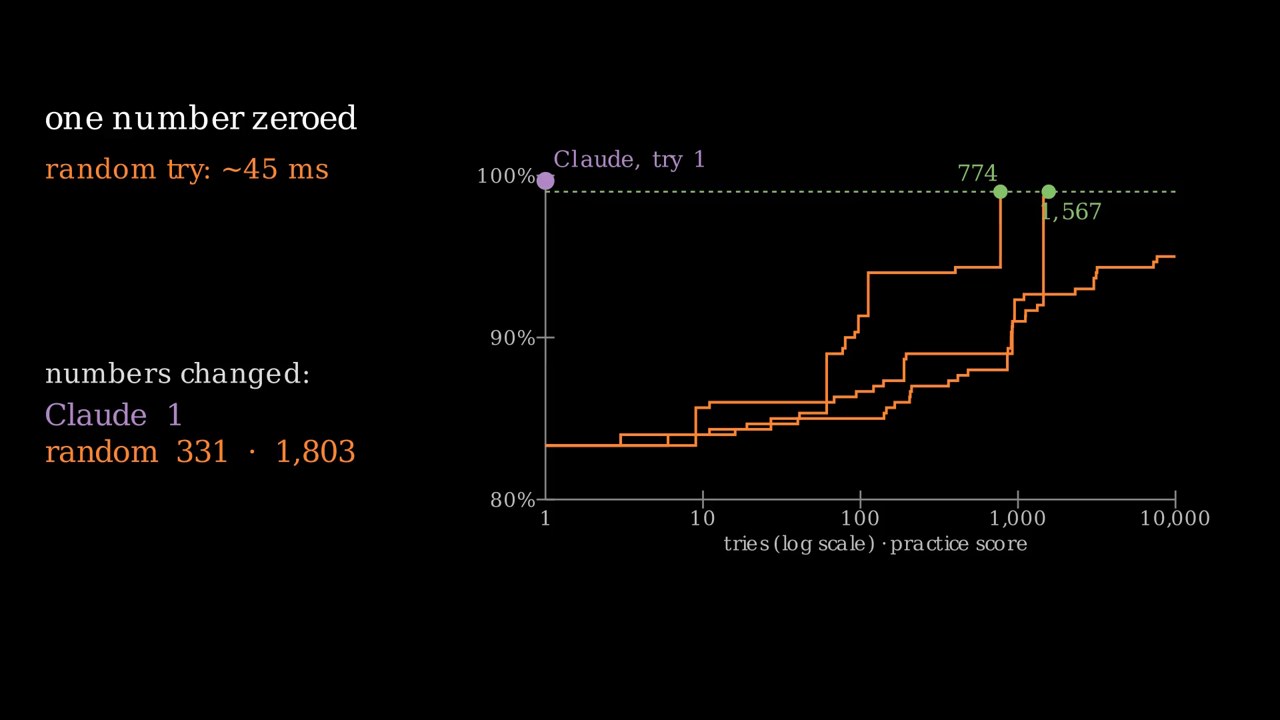 one number zeroed
random try: ~45 ms
numbers changed:
Claude 1
random 331 · 1,803
Claude, try 1
100%
774
1,567
90%
80%
1 10 100 1,000 10,000
tries (log scale) · practice score